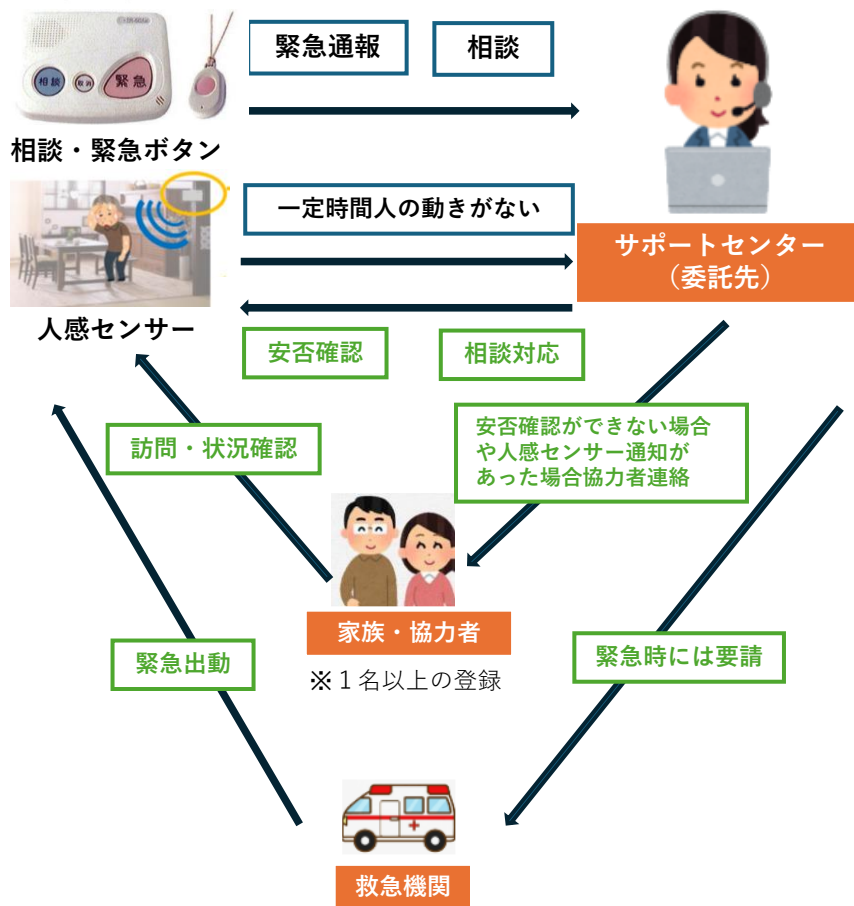 緊急通報
相談
相談
取消
緊急
相談・緊急ボタン
一定時間人の動きがない
サポートセンター
（委託先）
人感センサー
安否確認
相談対応
訪問・状況確認
安否確認ができない場合
や人感センサー通知が
あった場合協力者連絡
家族・協力者
※１名以上の登録
緊急出動
緊急時には要請
救急機関